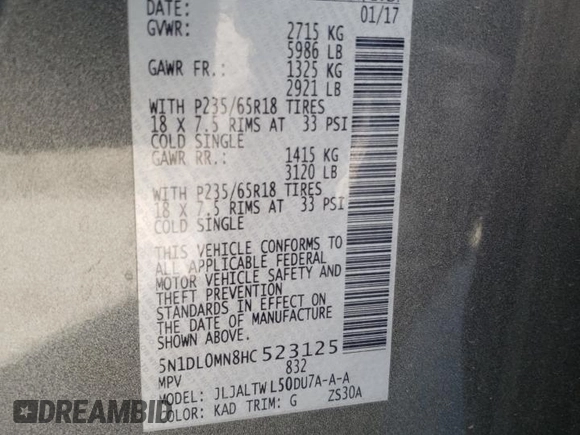 DATE: 01/17
GVWR: 2715 KG
5986 LB
GAWR FR.: 1325 KG
2921 LB
WITH P235/65R18 TIRES
18 X 7.5 RIMS AT 33 PSI
COLD SINGLE
GAWR RR.: 1415 KG
3120 LB
WITH P235/65R18 TIRES
18 X 7.5 RIMS AT 33 PSI
COLD SINGLE
THIS VEHICLE CONFORMS TO
ALL APPLICABLE FEDERAL
MOTOR VEHICLE SAFETY AND
THEFT PREVENTION
STANDARDS IN EFFECT ON
THE DATE OF MANUFACTURE
SHOWN ABOVE.
5N1DL0MN8HC523125
MPV 832
MODEL: JLJALTWL50DU7A-A-A
COLOR: KAD TRIM: G ZS30A
© AUTOBIDCAR